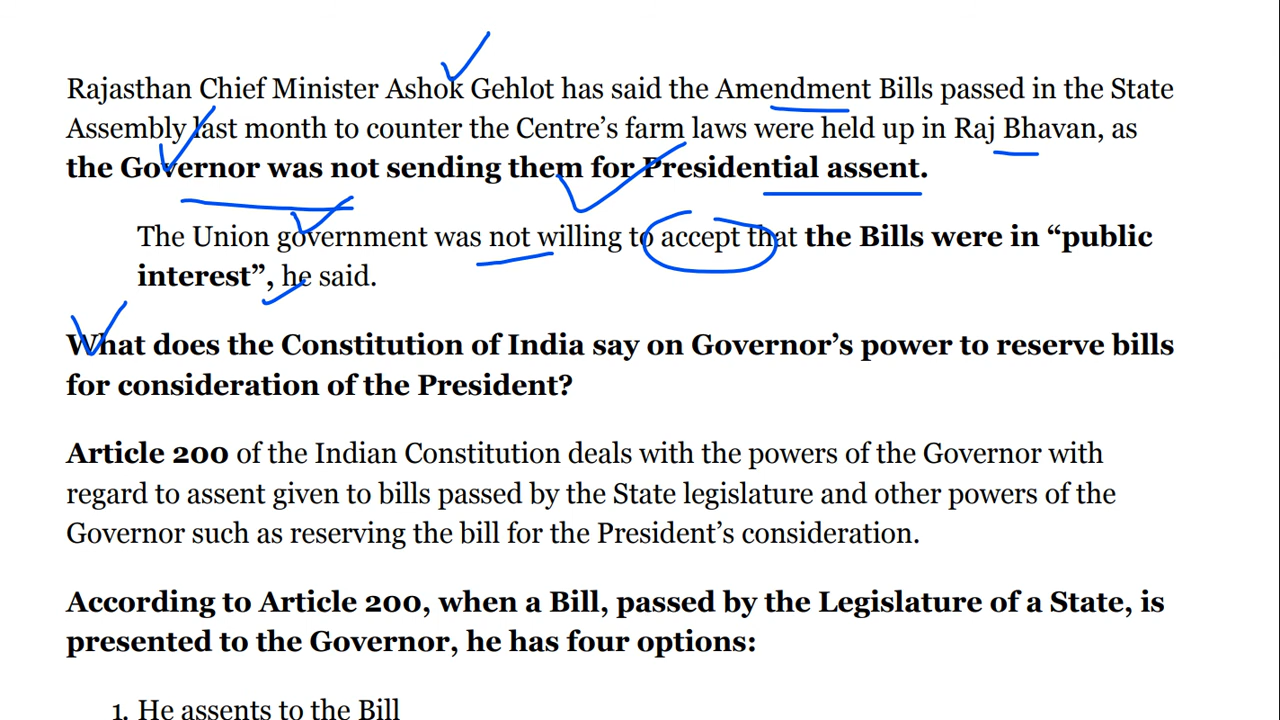 Rajasthan Chief Minister Ashok Gehlot has said the Amendment Bills passed in the State
Assembly last month to counter the Centre’s farm laws were held up in Raj Bhavan, as
the Governor was not sending them for Presidential assent.
The Union government was not willing to accept that the Bills were in “public
interest”, he said.
What does the Constitution of India say on Governor’s power to reserve bills
for consideration of the President?
Article 200 of the Indian Constitution deals with the powers of the Governor with
regard to assent given to bills passed by the State legislature and other powers of the
Governor such as reserving the bill for the President’s consideration.
According to Article 200, when a Bill, passed by the Legislature of a State, is
presented to the Governor, he has four options:
1. He assents to the Bill